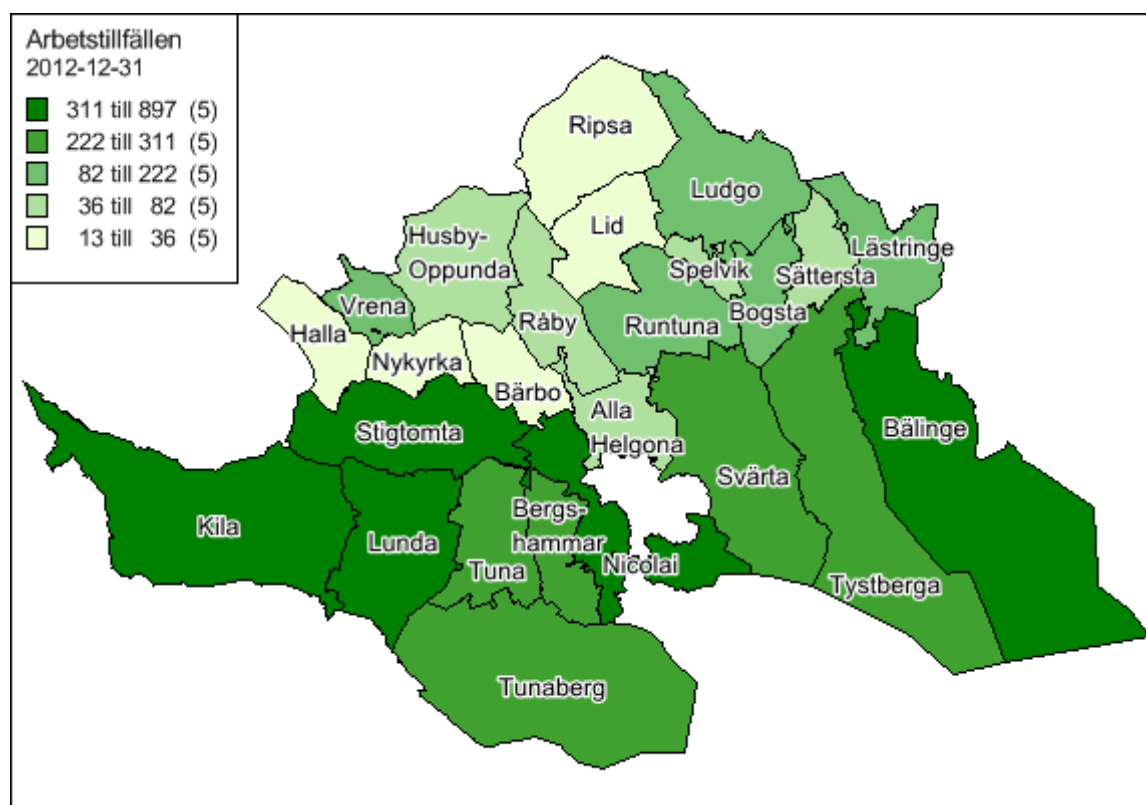 Arbetstillfällen
2012-12-31
311 till 897 (5)
222 till 311 (5)
82 till 222 (5)
36 till 82 (5)
13 till 36 (5)
Ripsa
Ludgo
Lid
Husby-
Oppunda
Lästringe
Spelvik
Sättersta
Vrena
Bogsta
Råby
Runtuna
Halla
Nykyrka
Bärbo
Alla
Helgona
Stigtomta
Bälinge
Svärta
Kila
Lunda
Bergs-
hammar
Tuna
Nicolai
Tystberga
Tunaberg